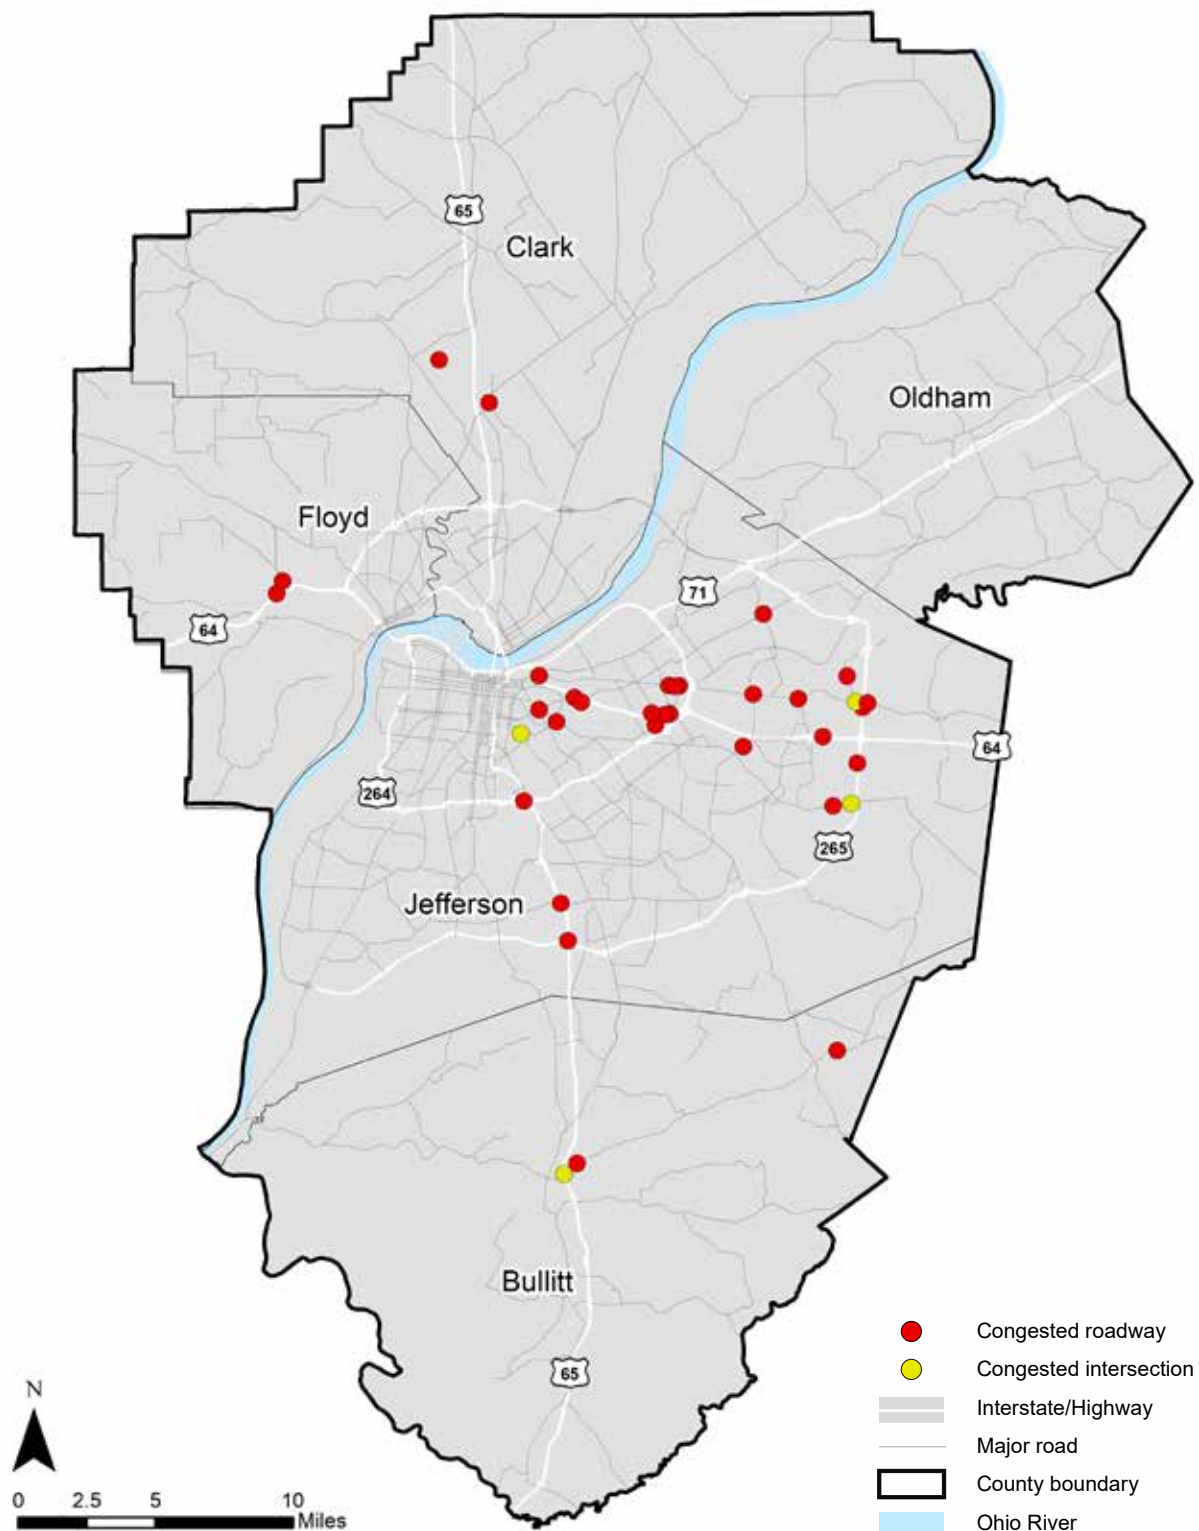 65
Clark
Oldham
Floyd
71
64
64
264
265
Jefferson
Bullitt
65
Congested roadway
Congested intersection
Interstate/Highway
Major road
County boundary
Ohio River
N
0 2.5 5 10
Miles